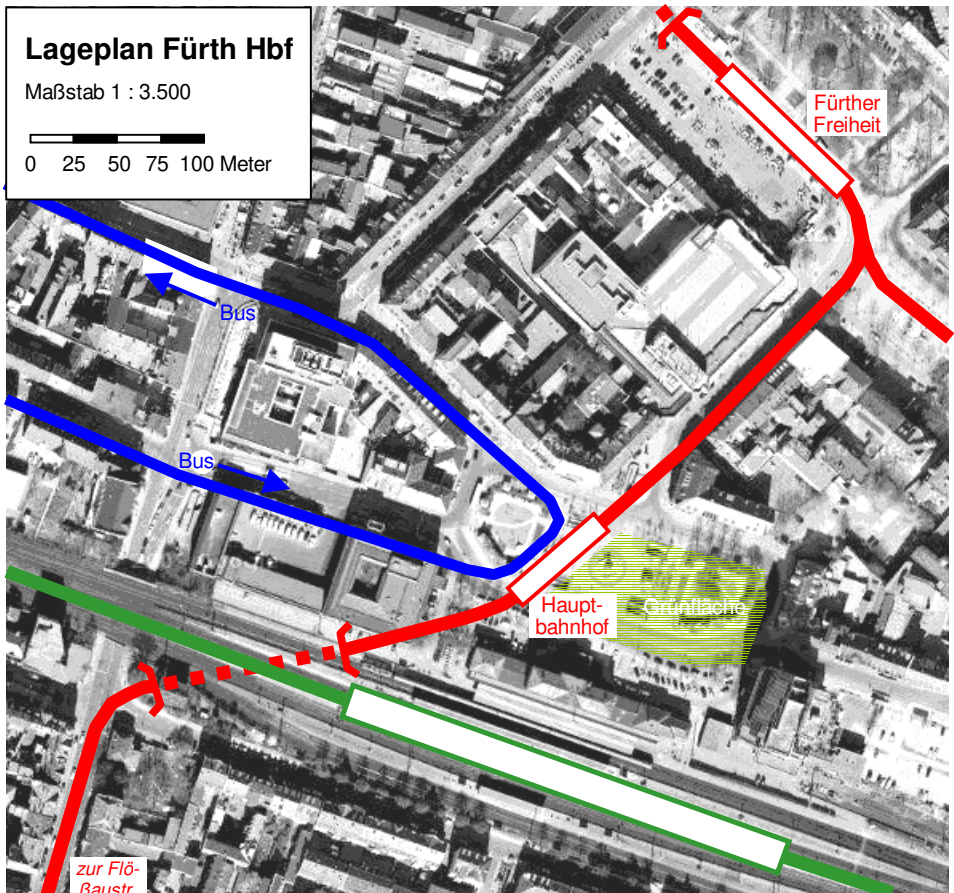 Lageplan Fürth Hbf
Maßstab 1 : 3.500
0 25 50 75 100 Meter
Fürther
Freiheit
Bus
Bus
Haupt-
bahnhof
Grünfläche
zur Flö-
ßaustr.